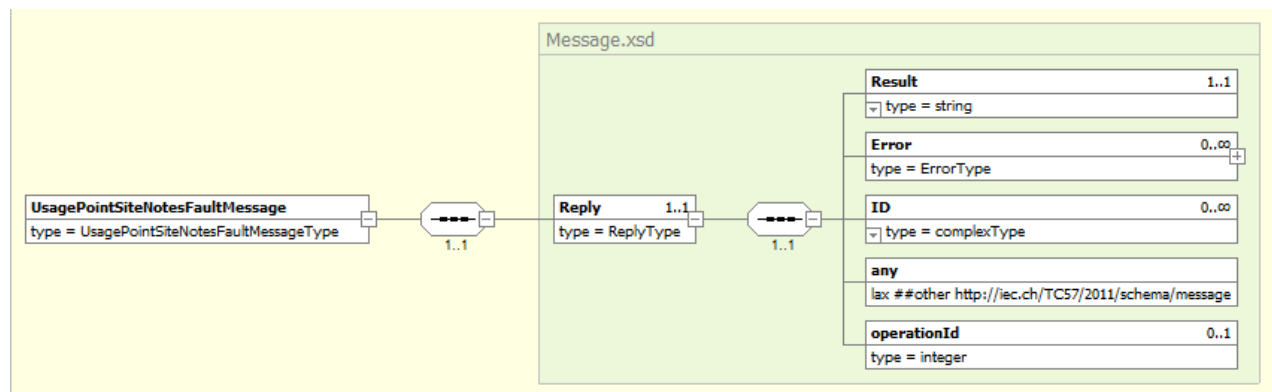 Message.xsd
Result 1..1
type = string
Error 0..∞
type = ErrorType
UsagePointSiteNotesFaultMessage
type = UsagePointSiteNotesFaultMessageType
1..1
Reply 1..1
type = ReplyType
1..1
ID 0..∞
type = complexType
any
lax ##other http://iec.ch/TC57/2011/schema/message
operationId 0..1
type = integer